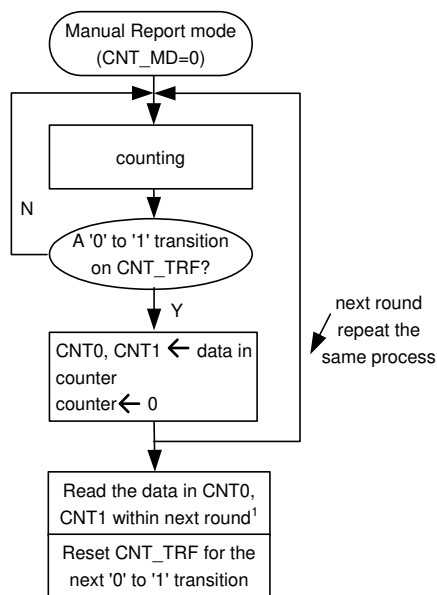 Manual Report mode
(CNT_MD=0)
counting
N
A '0' to '1' transition
on CNT_TRF?
Y
next round
repeat the
same process
CNT0, CNT1 ← data in
counter
counter← 0
Read the data in CNT0,
CNT1 within next round¹
Reset CNT_TRF for the
next '0' to '1' transition